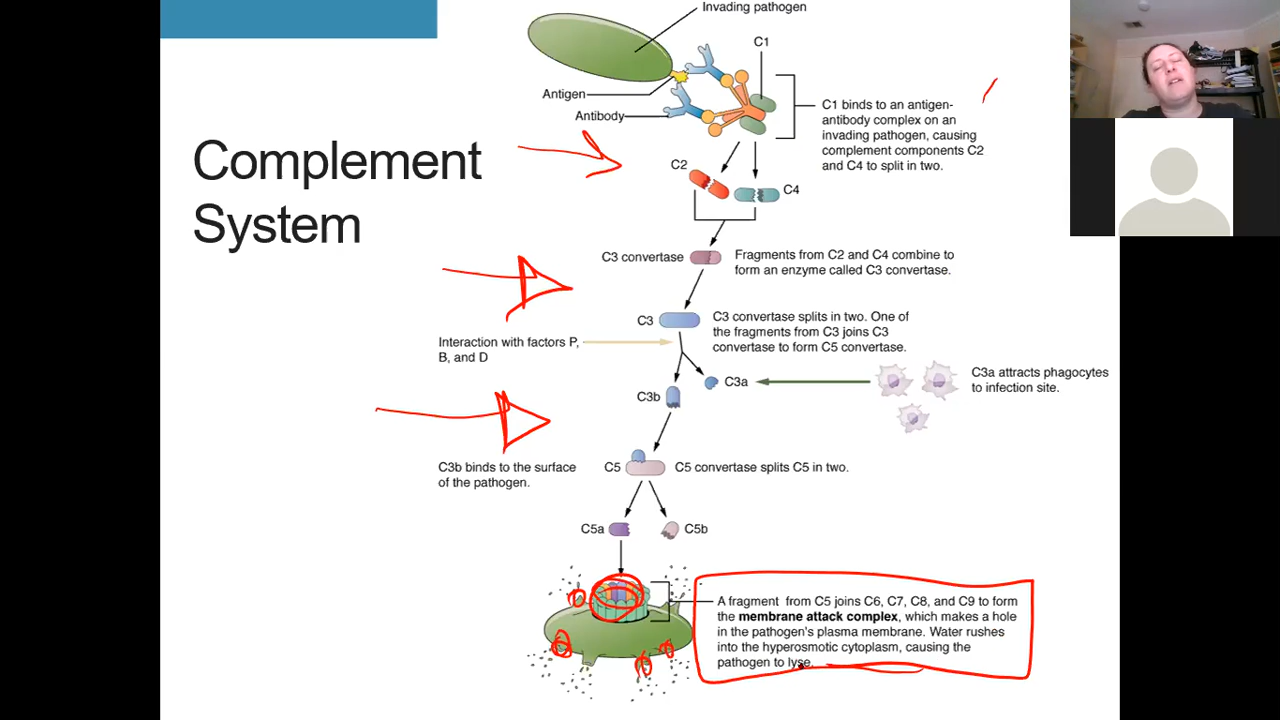 Complement
System
Invading pathogen
C1
Antigen
Antibody
C1 binds to an antigen-
antibody complex on an
invading pathogen, causing
complement components C2
and C4 to split in two.
C2
C4
C3 convertase
Fragments from C2 and C4 combine to
form an enzyme called C3 convertase.
C3
C3 convertase splits in two. One of
the fragments from C3 joins C3
convertase to form C5 convertase.
Interaction with factors P,
B, and D
C3a
C3a attracts phagocytes
to infection site.
C3b
C3b binds to the surface
of the pathogen.
C5
C5 convertase splits C5 in two.
C5a
C5b
A fragment from C5 joins C6, C7, C8, and C9 to form
the membrane attack complex, which makes a hole
in the pathogen's plasma membrane. Water rushes
into the hyperosmotic cytoplasm, causing the
pathogen to lyse.